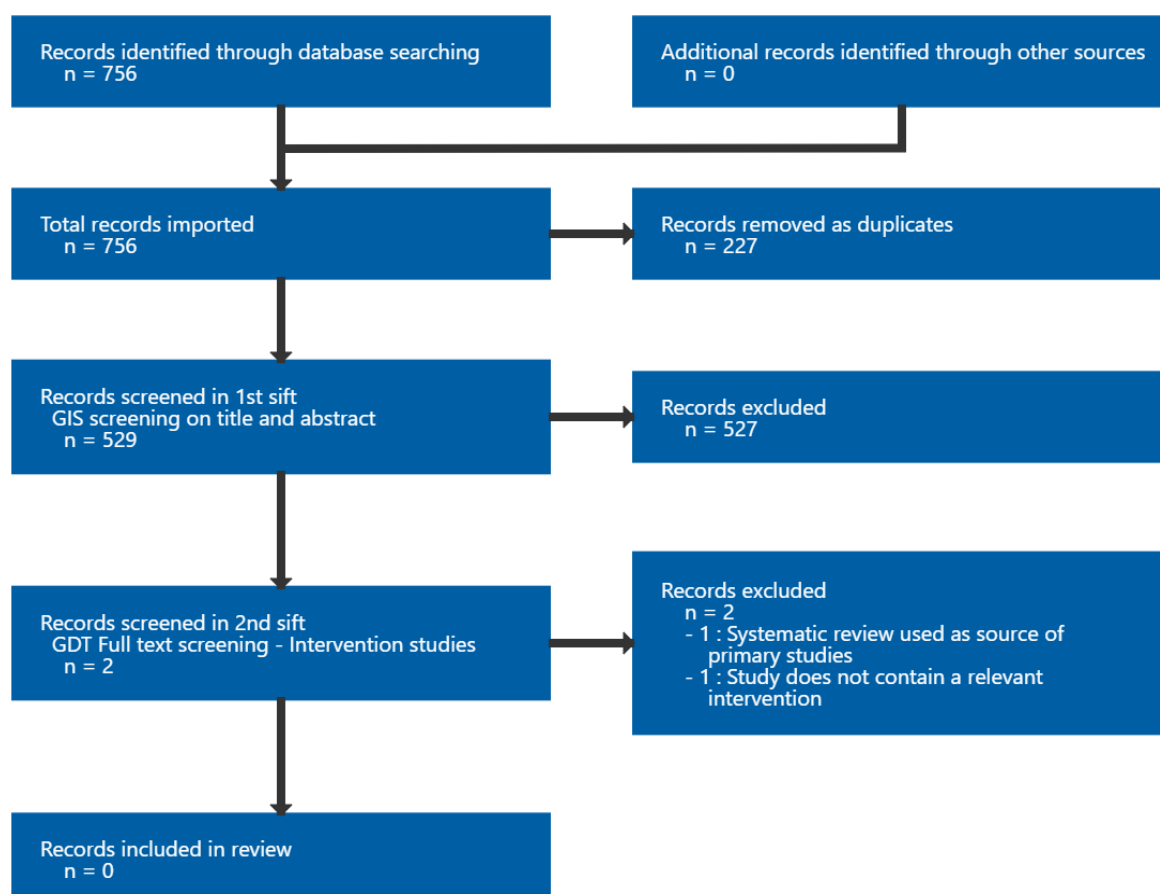 Records identified through database searching
n = 756
Additional records identified through other sources
n = 0
Total records imported
n = 756
Records removed as duplicates
n = 227
Records screened in 1st sift
GIS screening on title and abstract
n = 529
Records excluded
n = 527
Records screened in 2nd sift
GDT Full text screening - Intervention studies
n = 2
Records excluded
n = 2
- 1 : Systematic review used as source of
primary studies
- 1 : Study does not contain a relevant
intervention
Records included in review
n = 0